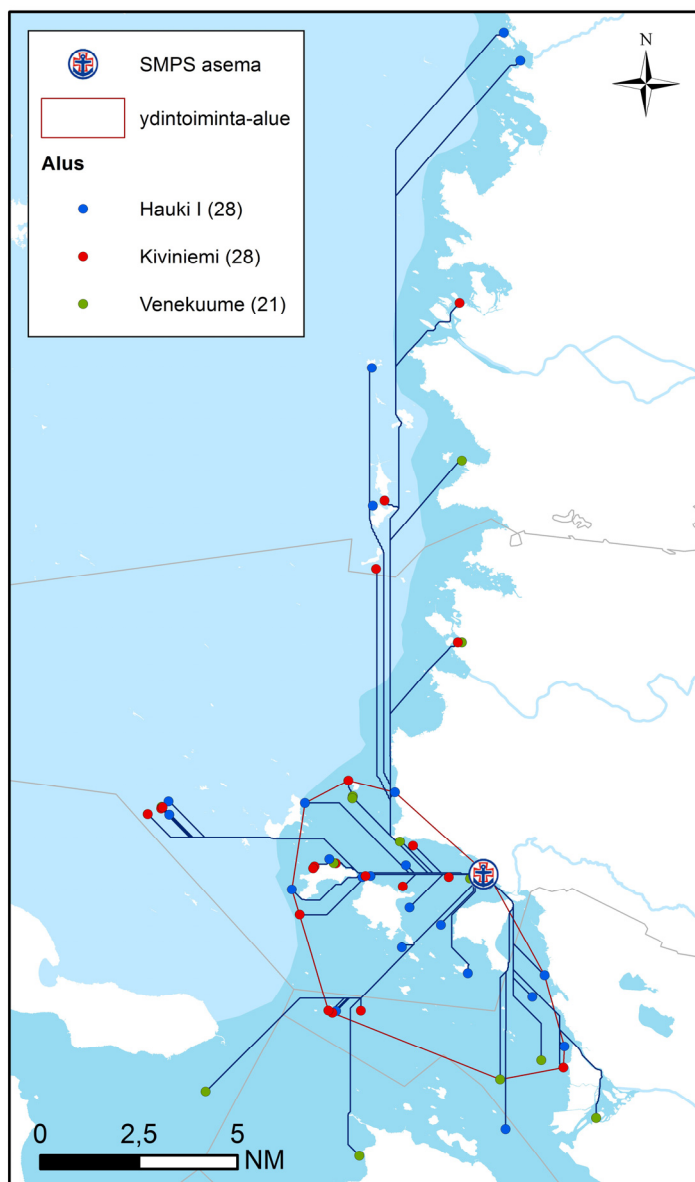 SMPS asema
ydintoiminta-alue
Alus
Hauki I (28)
Kiviniemi (28)
Venekuume (21)
N
0 2,5 5
NM